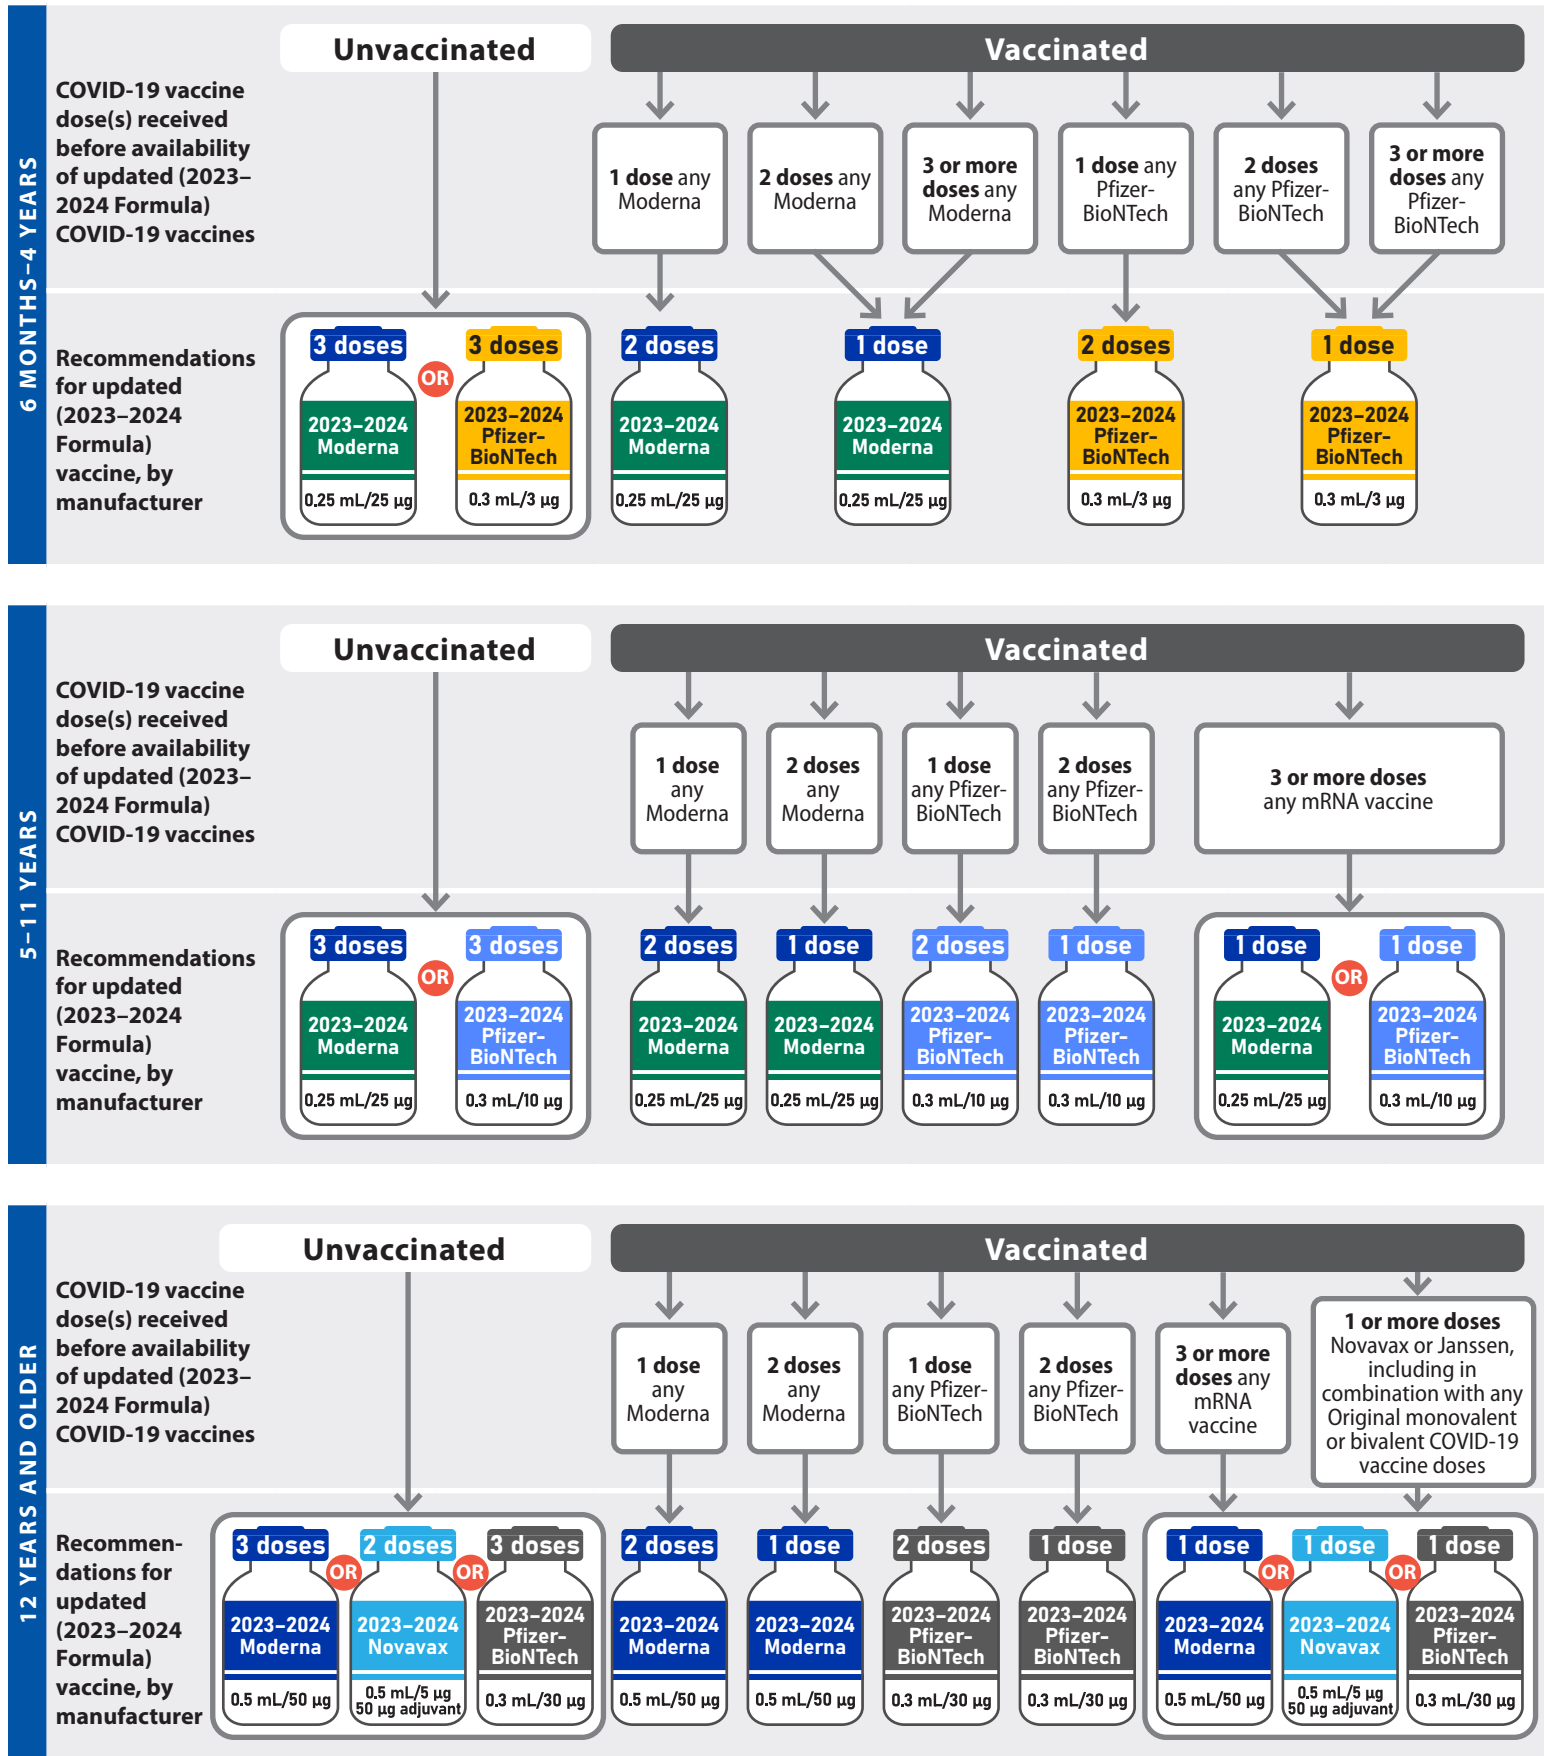 6 MONTHS–4 YEARS
Unvaccinated
Vaccinated
COVID-19 vaccine
dose(s) received
before availability
of updated (2023–
2024 Formula)
COVID-19 vaccines
1 dose any
Moderna
2 doses any
Moderna
3 or more
doses any
Moderna
1 dose any
Pfizer-
BioNTech
2 doses
any Pfizer-
BioNTech
3 or more
doses any
Pfizer-
BioNTech
Recommendations
for updated
(2023–2024
Formula)
vaccine, by
manufacturer
3 doses
2023–2024
Moderna
0.25 mL/25 µg
OR
3 doses
2023–2024
Pfizer–
BioNTech
0.3 mL/3 µg
2 doses
2023–2024
Moderna
0.25 mL/25 µg
1 dose
2023–2024
Moderna
0.25 mL/25 µg
2 doses
2023–2024
Pfizer–
BioNTech
0.3 mL/3 µg
1 dose
2023–2024
Pfizer–
BioNTech
0.3 mL/3 µg
5–11 YEARS
Unvaccinated
Vaccinated
COVID-19 vaccine
dose(s) received
before availability
of updated (2023–
2024 Formula)
COVID-19 vaccines
1 dose
any
Moderna
2 doses
any
Moderna
1 dose
any Pfizer-
BioNTech
2 doses
any Pfizer-
BioNTech
3 or more doses
any mRNA vaccine
Recommendations
for updated
(2023–2024
Formula)
vaccine, by
manufacturer
3 doses
2023–2024
Moderna
0.25 mL/25 µg
OR
3 doses
2023–2024
Pfizer–
BioNTech
0.3 mL/10 µg
2 doses
2023–2024
Moderna
0.25 mL/25 µg
1 dose
2023–2024
Moderna
0.25 mL/25 µg
2 doses
2023–2024
Pfizer–
BioNTech
0.3 mL/10 µg
1 dose
2023–2024
Pfizer–
BioNTech
0.3 mL/10 µg
1 dose
2023–2024
Moderna
0.25 mL/25 µg
OR
1 dose
2023–2024
Pfizer–
BioNTech
0.3 mL/10 µg
12 YEARS AND OLDER
Unvaccinated
Vaccinated
COVID-19 vaccine
dose(s) received
before availability
of updated (2023–
2024 Formula)
COVID-19 vaccines
1 dose
any
Moderna
2 doses
any
Moderna
1 dose
any Pfizer-
BioNTech
2 doses
any Pfizer-
BioNTech
3 or more
doses any
mRNA
vaccine
1 or more doses
Novavax or Janssen,
including in
combination with any
Original monovalent
or bivalent COVID-19
vaccine doses
Recommen-
dations for
updated
(2023–2024
Formula)
vaccine, by
manufacturer
3 doses
2023–2024
Moderna
0.5 mL/50 µg
OR
2 doses
2023–2024
Novavax
0.5 mL/5 µg
50 µg adjuvant
OR
3 doses
2023–2024
Pfizer–
BioNTech
0.3 mL/30 µg
2 doses
2023–2024
Moderna
0.5 mL/50 µg
1 dose
2023–2024
Moderna
0.5 mL/50 µg
2 doses
2023–2024
Pfizer–
BioNTech
0.3 mL/30 µg
1 dose
2023–2024
Pfizer–
BioNTech
0.3 mL/30 µg
1 dose
2023–2024
Moderna
0.5 mL/50 µg
OR
1 dose
2023–2024
Novavax
0.5 mL/5 µg
50 µg adjuvant
OR
1 dose
2023–2024
Pfizer–
BioNTech
0.3 mL/30 µg